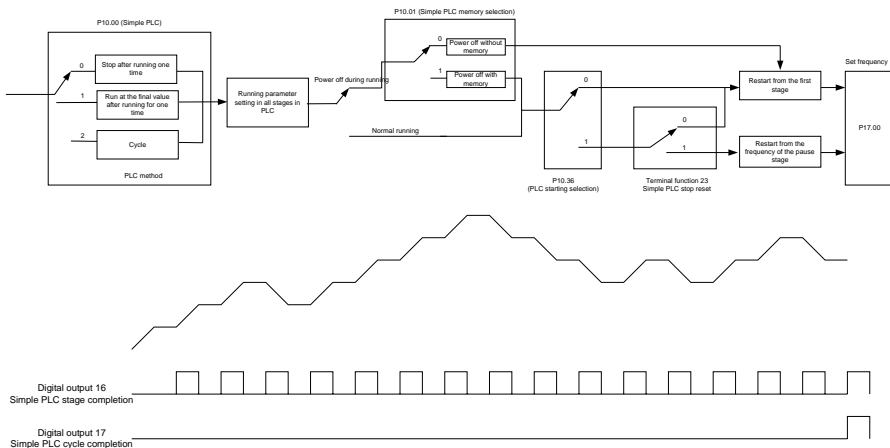 P10.00 (Simple PLC)
0
Stop after running one
time
1
Run at the final value
after running for one
time
2
Cycle
PLC method
Running parameter
setting in all stages in
PLC
Power off during running
Normal running
P10.01 (Simple PLC memory selection)
0
Power off without
memory
1
Power off with
memory
0
1
P10.36
(PLC starting selection)
0
1
Terminal function 23
Simple PLC stop reset
Restart from the first
stage
Restart from the
frequency of the pause
stage
Set frequency
P17.00
Digital output 16
Simple PLC stage completion
Digital output 17
Simple PLC cycle completion